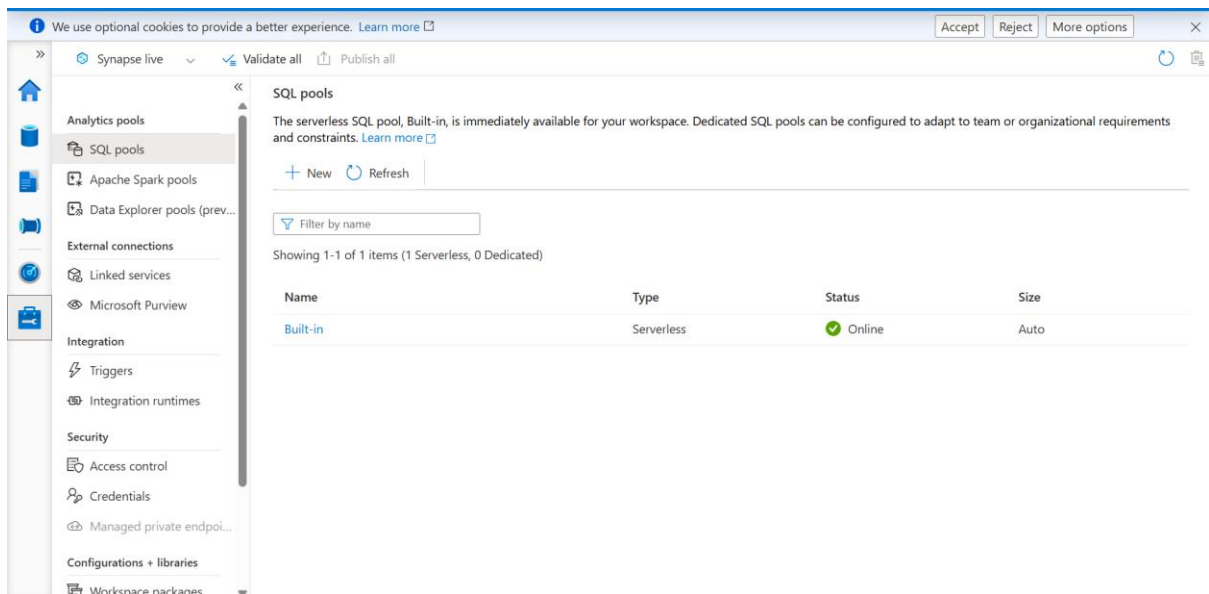 We use optional cookies to provide a better experience. Learn more
Accept
Reject
More options
Synapse live
Validate all
Publish all
Analytics pools
SQL pools
Apache Spark pools
Data Explorer pools (prev...
External connections
Linked services
Microsoft Purview
Integration
Triggers
Integration runtimes
Security
Access control
Credentials
Managed private endpoi...
Configurations + libraries
Workspace packages
SQL pools
The serverless SQL pool, Built-in, is immediately available for your workspace. Dedicated SQL pools can be configured to adapt to team or organizational requirements
and constraints. Learn more
New
Refresh
Filter by name
Showing 1-1 of 1 items (1 Serverless, 0 Dedicated)
Name Type Status Size
Built-in Serverless Online Auto